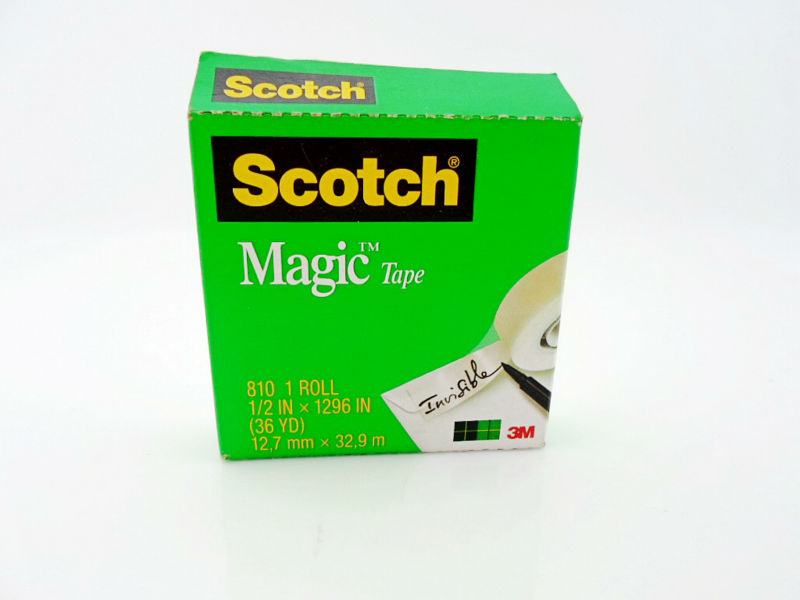 Scotch
Scotch®
Magic™ Tape
Invisible
810 1 ROLL
1/2 IN × 1296 IN
(36 YD)
12,7 mm × 32,9 m
3M